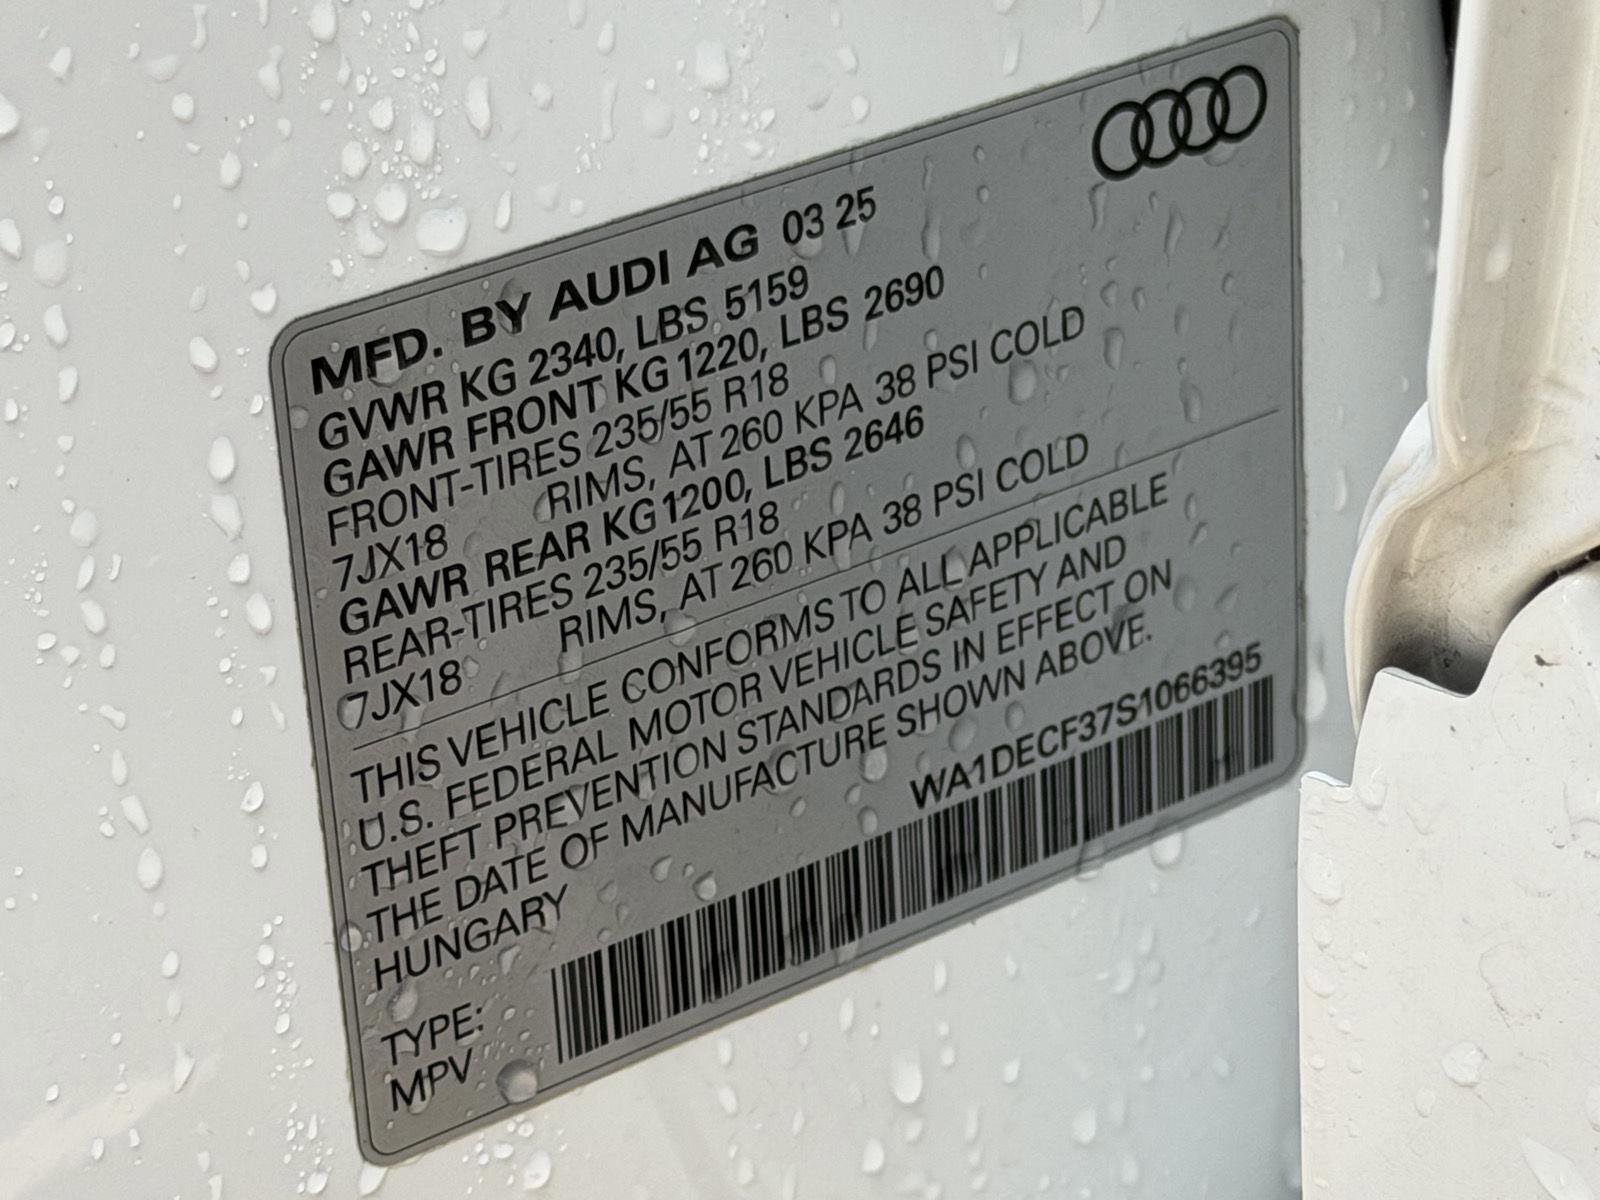 MFD. BY AUDI AG 03 25
GVWR KG 2340, LBS 5159
GAWR FRONT KG 1220, LBS 2690
FRONT-TIRES 235/55 R18
7JX18 RIMS, AT 260 KPA 38 PSI COLD
GAWR REAR KG 1200, LBS 2646
REAR-TIRES 235/55 R18
7JX18 RIMS, AT 260 KPA 38 PSI COLD
THIS VEHICLE CONFORMS TO ALL APPLICABLE
U.S. FEDERAL MOTOR VEHICLE SAFETY AND
THEFT PREVENTION STANDARDS IN EFFECT ON
THE DATE OF MANUFACTURE SHOWN ABOVE.
HUNGARY
WA1DECF37S1066395
TYPE:
MPV